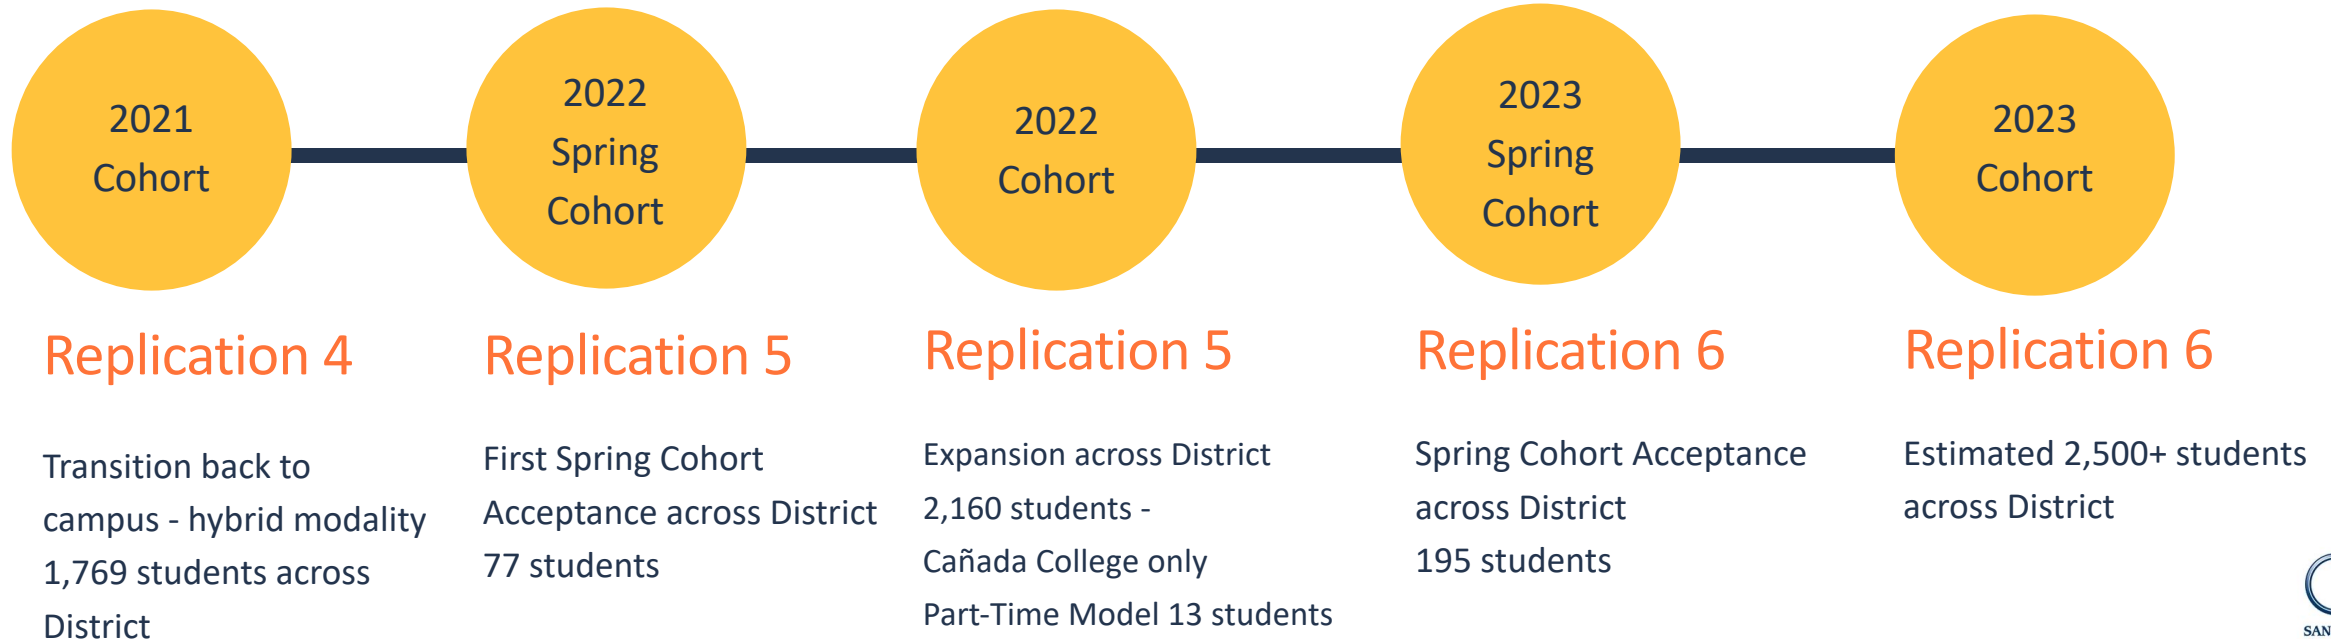 2021
Cohort
2022
Spring
Cohort
2022
Cohort
2023
Spring
Cohort
2023
Cohort
Replication 4
Transition back to
campus - hybrid modality
1,769 students across
District
Replication 5
First Spring Cohort
Acceptance across District
77 students
Replication 5
Expansion across District
2,160 students -
Cañada College only
Part-Time Model 13 students
Replication 6
Spring Cohort Acceptance
across District
195 students
Replication 6
Estimated 2,500+ students
across District
SAN